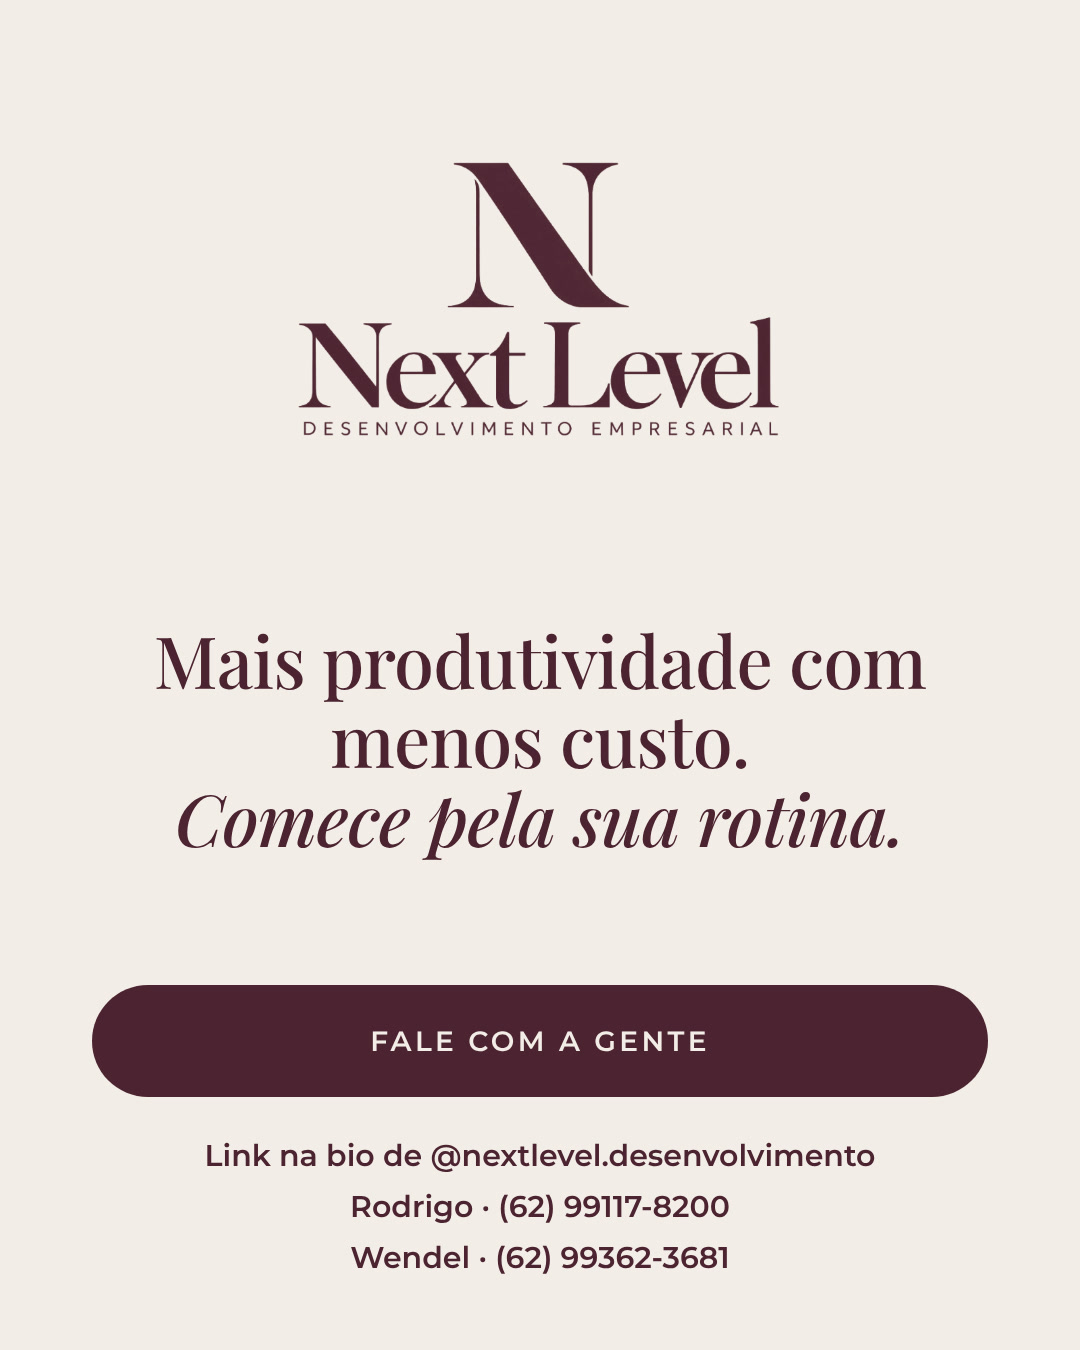 N
Next Level
DESENVOLVIMENTO EMPRESARIAL
Mais produtividade com
menos custo.
Comece pela sua rotina.
FALE COM A GENTE
Link na bio de @nextlevel.desenvolvimento
Rodrigo · (62) 99117-8200
Wendel · (62) 99362-3681